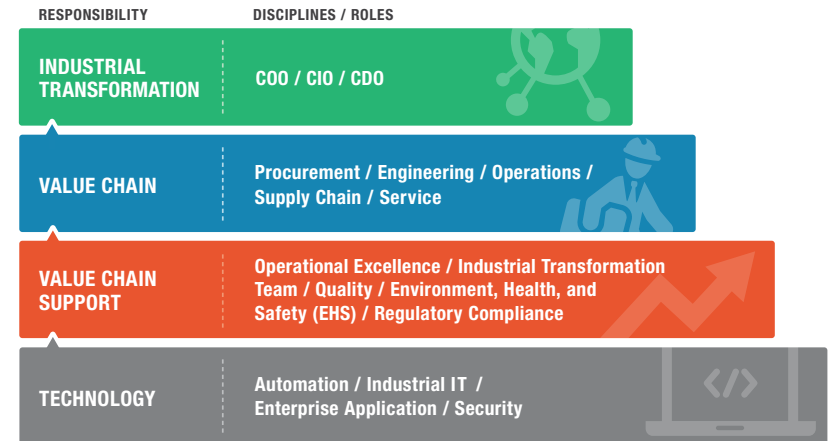 RESPONSIBILITY
DISCIPLINES / ROLES
INDUSTRIAL
TRANSFORMATION
COO / CIO / CDO
VALUE CHAIN
Procurement / Engineering / Operations /
Supply Chain / Service
VALUE CHAIN
SUPPORT
Operational Excellence / Industrial Transformation
Team / Quality / Environment, Health, and
Safety (EHS) / Regulatory Compliance
TECHNOLOGY
Automation / Industrial IT /
Enterprise Application / Security
</>